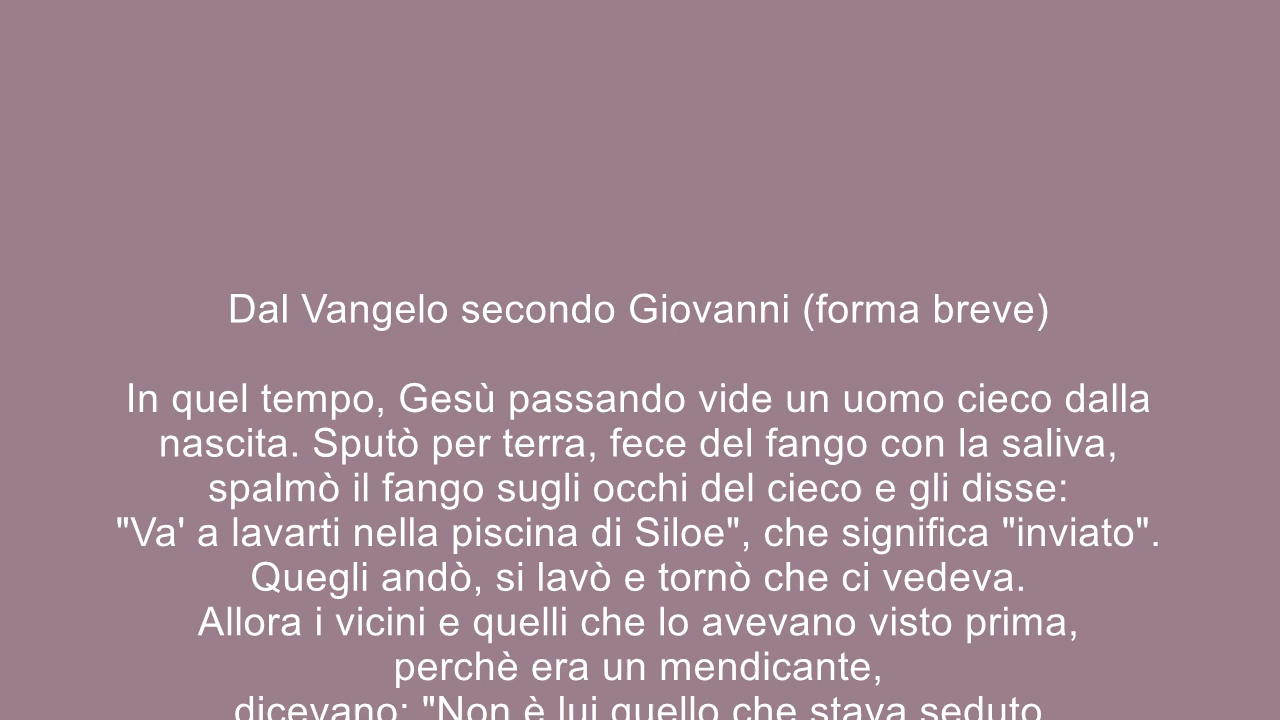 Dal Vangelo secondo Giovanni (forma breve)
In quel tempo, Gesù passando vide un uomo cieco dalla
nascita. Sputò per terra, fece del fango con la saliva,
spalmò il fango sugli occhi del cieco e gli disse:
"Va' a lavarti nella piscina di Siloe", che significa "inviato".
Quegli andò, si lavò e tornò che ci vedeva.
Allora i vicini e quelli che lo avevano visto prima,
perchè era un mendicante,
dicevano: "Non è lui quello che stava seduto